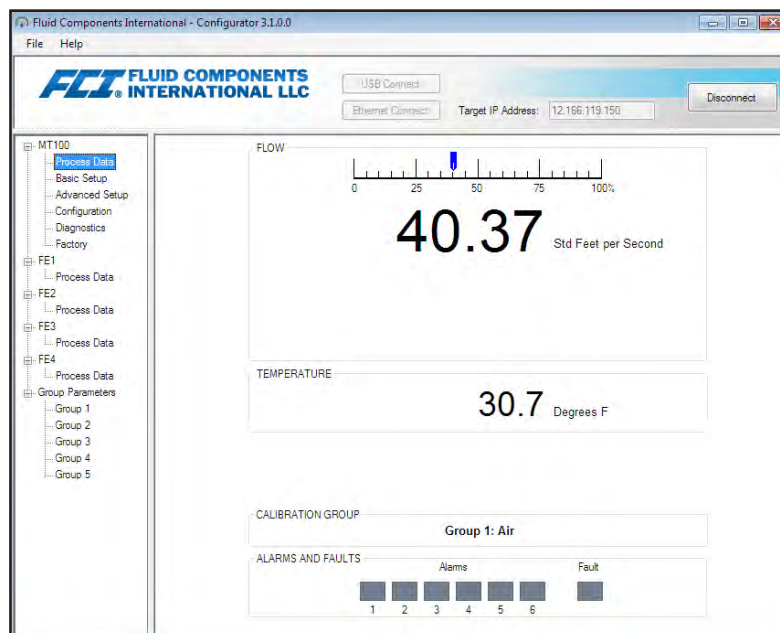 Fluid Components International - Configurator 3.1.0.0
File Help
FCI ® FLUID COMPONENTS
INTERNATIONAL LLC
USB Connect
Ethernet Connect
Target IP Address: 12.166.119.150
Disconnect
MT100
Process Data
Basic Setup
Advanced Setup
Configuration
Diagnostics
Factory
FE1
Process Data
FE2
Process Data
FE3
Process Data
FE4
Process Data
Group Parameters
Group 1
Group 2
Group 3
Group 4
Group 5
FLOW
0 25 50 75 100%
40.37 Std Feet per Second
TEMPERATURE
30.7 Degrees F
CALIBRATION GROUP
Group 1: Air
ALARMS AND FAULTS
Alarms Fault
1 2 3 4 5 6